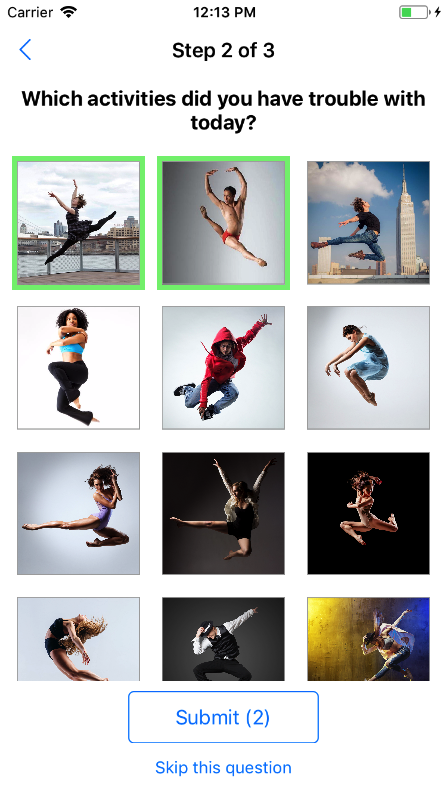 Carrier 12:13 PM
Step 2 of 3
Which activities did you have trouble with
today?
Submit (2)
Skip this question